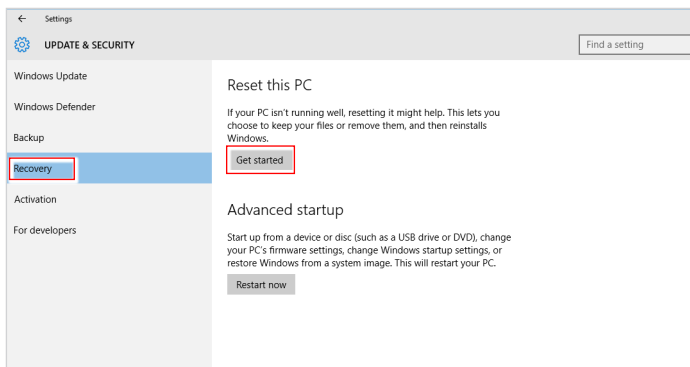 Settings
UPDATE & SECURITY
Find a setting
Windows Update
Windows Defender
Backup
Recovery
Activation
For developers
Reset this PC
If your PC isn't running well, resetting it might help. This lets you
choose to keep your files or remove them, and then reinstalls
Windows.
Get started
Advanced startup
Start up from a device or disc (such as a USB drive or DVD), change
your PC's firmware settings, change Windows startup settings, or
restore Windows from a system image. This will restart your PC.
Restart now